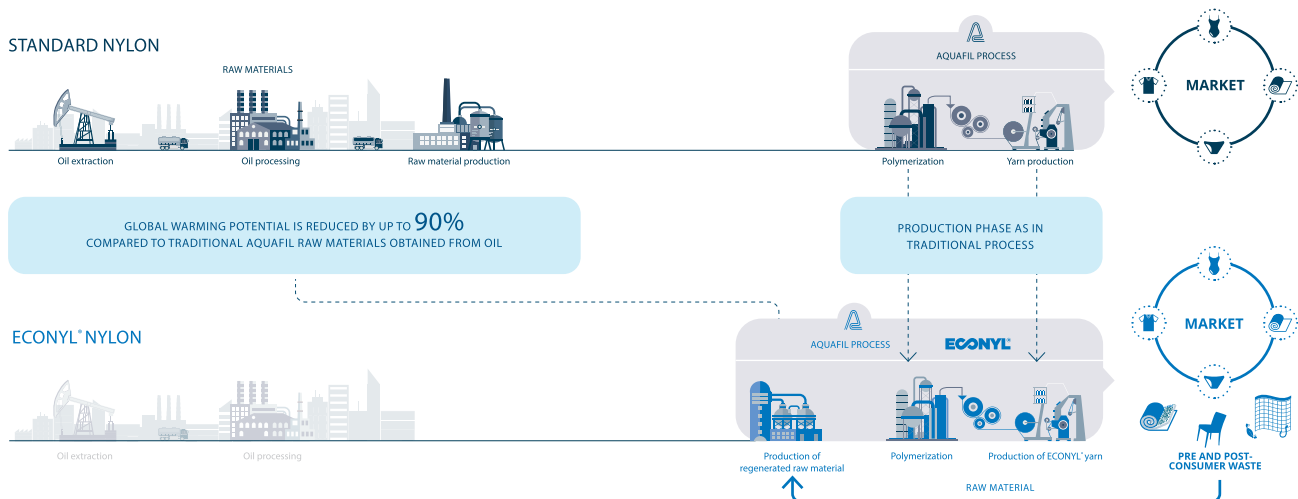 STANDARD NYLON
RAW MATERIALS
AQUAFIL PROCESS
MARKET
Oil extraction
Oil processing
Raw material production
Polymerization
Yarn production
GLOBAL WARMING POTENTIAL IS REDUCED BY UP TO 90%
COMPARED TO TRADITIONAL AQUAFIL RAW MATERIALS OBTAINED FROM OIL
PRODUCTION PHASE AS IN
TRADITIONAL PROCESS
ECONYL® NYLON
AQUAFIL PROCESS
ECONYL®
MARKET
Oil extraction
Oil processing
Production of
regenerated raw material
Polymerization
Production of ECONYL® yarn
PRE AND POST-
CONSUMER WASTE
RAW MATERIAL